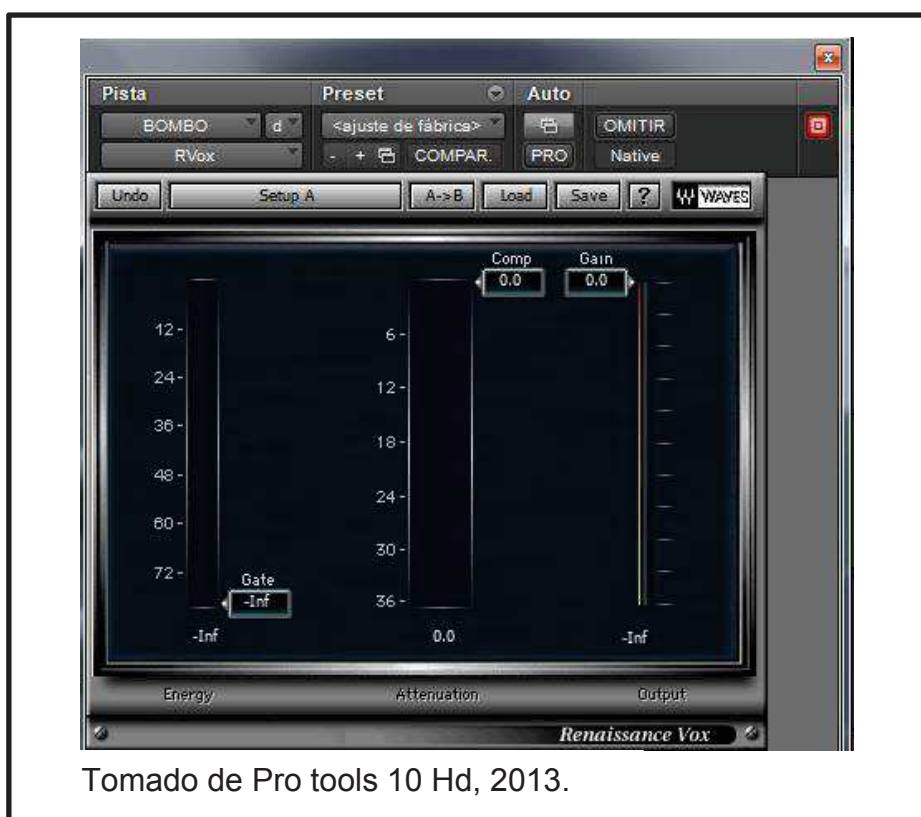 Pista Preset Auto
BOMBO d <ajuste de fábrica> OMITIR
RVox - + COMPAR. PRO Native
Undo Setup A A->B Load Save ? WAVES
Comp Gain
0.0 0.0
12- 6-
24- 12-
36- 18-
48- 24-
60- 30-
72- 36-
Gate
-Inf
-Inf 0.0 -Inf
Energy Attenuation Output
Renaissance Vox
Tomado de Pro tools 10 Hd, 2013.